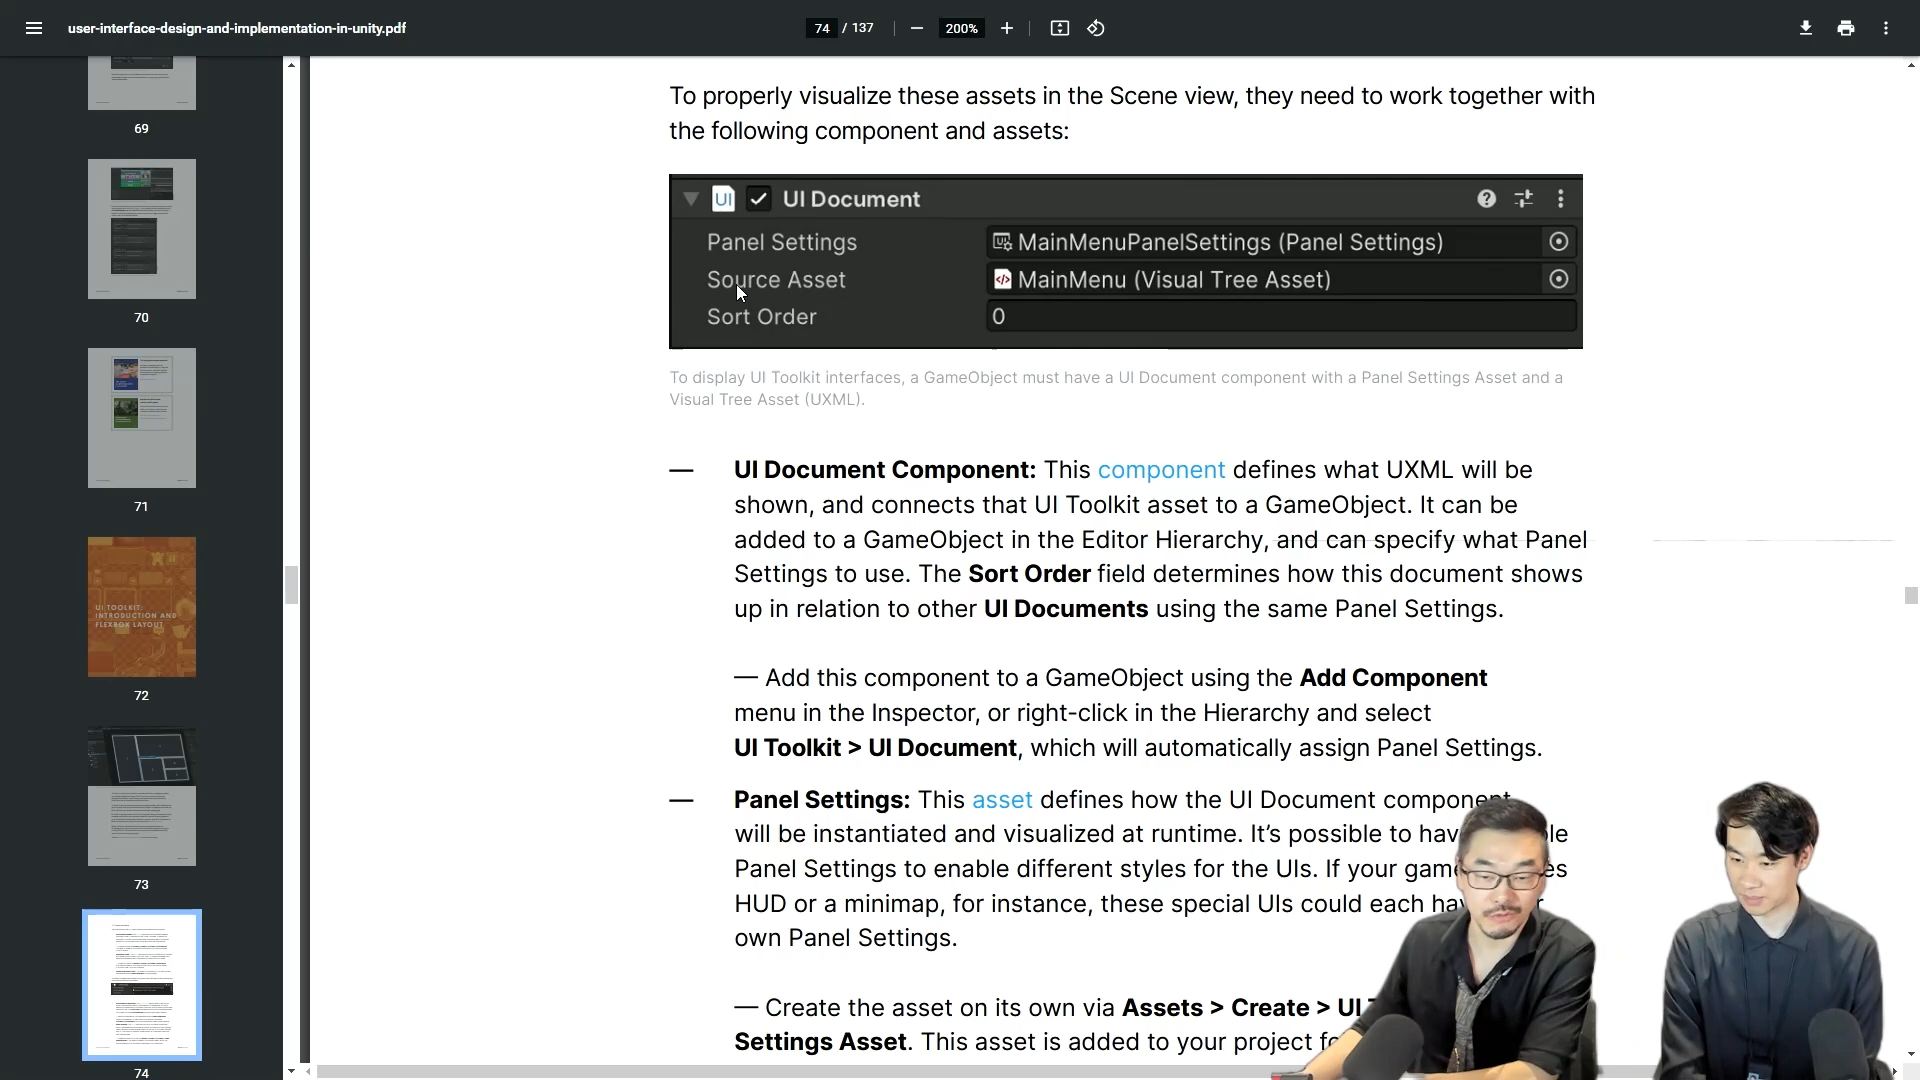 user-interface-design-and-implementation-in-unity.pdf
74 / 137
200%
69
70
71
UI TOOLKIT:
INTRODUCTION AND
FLEXBOX LAYOUT
72
73
74
To properly visualize these assets in the Scene view, they need to work together with
the following component and assets:
UI UI Document
Panel Settings MainMenuPanelSettings (Panel Settings)
Source Asset MainMenu (Visual Tree Asset)
Sort Order 0
To display UI Toolkit interfaces, a GameObject must have a UI Document component with a Panel Settings Asset and a
Visual Tree Asset (UXML).
— UI Document Component: This component defines what UXML will be
shown, and connects that UI Toolkit asset to a GameObject. It can be
added to a GameObject in the Editor Hierarchy, and can specify what Panel
Settings to use. The Sort Order field determines how this document shows
up in relation to other UI Documents using the same Panel Settings.
— Add this component to a GameObject using the Add Component
menu in the Inspector, or right-click in the Hierarchy and select
UI Toolkit > UI Document, which will automatically assign Panel Settings.
— Panel Settings: This asset defines how the UI Document component
will be instantiated and visualized at runtime. It's possible to have
Panel Settings to enable different styles for the UIs. If your game
HUD or a minimap, for instance, these special UIs could each
own Panel Settings.
— Create the asset on its own via Assets > Create > UI
Settings Asset. This asset is added to your project